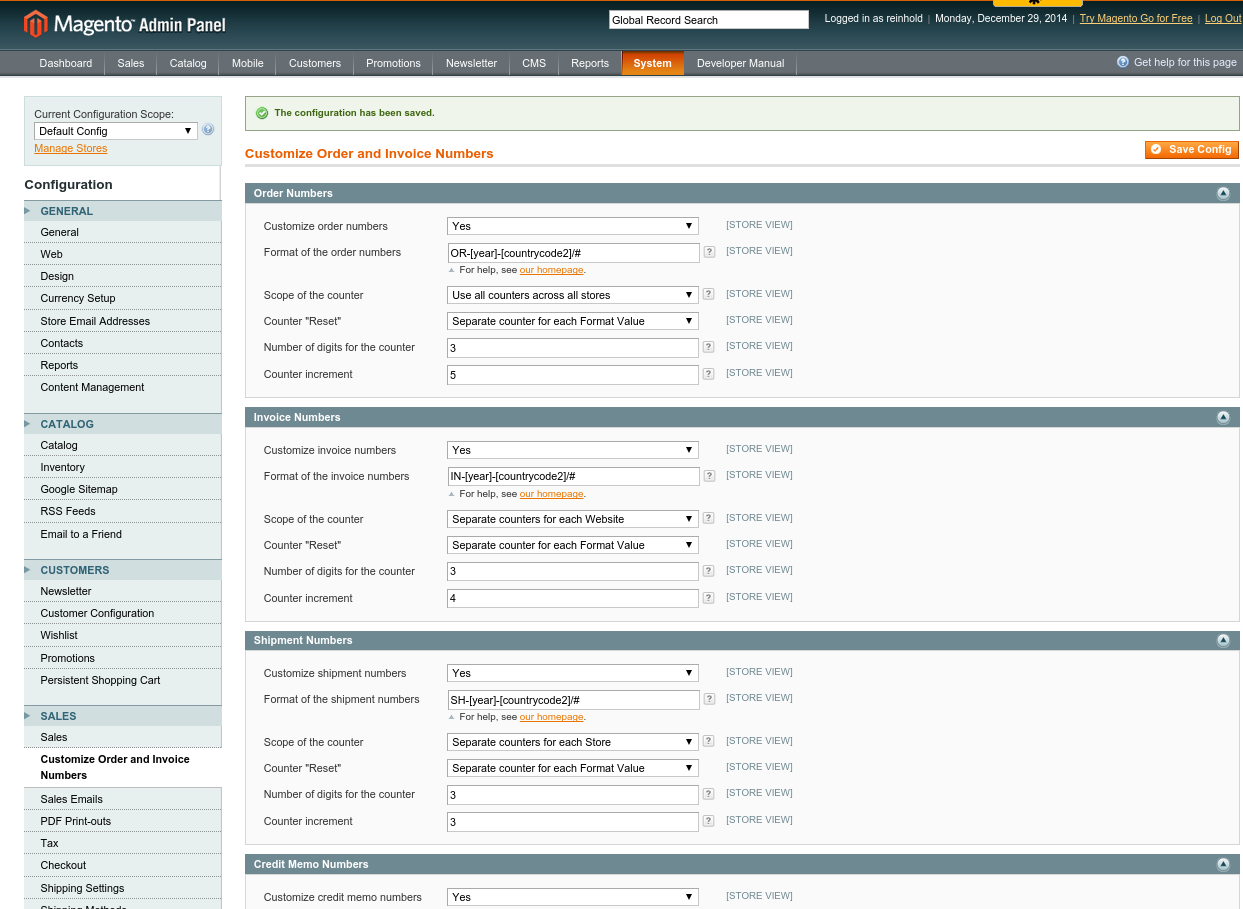 Magento Admin Panel
Global Record Search
Logged in as reinhold | Monday, December 29, 2014 | Try Magento Go for Free | Log Out
Dashboard Sales Catalog Mobile Customers Promotions Newsletter CMS Reports System Developer Manual
Get help for this page
Current Configuration Scope:
Default Config
Manage Stores
Configuration
GENERAL
General
Web
Design
Currency Setup
Store Email Addresses
Contacts
Reports
Content Management
CATALOG
Catalog
Inventory
Google Sitemap
RSS Feeds
Email to a Friend
CUSTOMERS
Newsletter
Customer Configuration
Wishlist
Promotions
Persistent Shopping Cart
SALES
Sales
Customize Order and Invoice
Numbers
Sales Emails
PDF Print-outs
Tax
Checkout
Shipping Settings
Shipping Methods
The configuration has been saved.
Customize Order and Invoice Numbers
Save Config
Order Numbers
Customize order numbers Yes [STORE VIEW]
Format of the order numbers OR-[year]-[countrycode2]/# ? [STORE VIEW]
For help, see our homepage.
Scope of the counter Use all counters across all stores ? [STORE VIEW]
Counter "Reset" Separate counter for each Format Value [STORE VIEW]
Number of digits for the counter 3 ? [STORE VIEW]
Counter increment 5 ? [STORE VIEW]
Invoice Numbers
Customize invoice numbers Yes [STORE VIEW]
Format of the invoice numbers IN-[year]-[countrycode2]/# ? [STORE VIEW]
For help, see our homepage.
Scope of the counter Separate counters for each Website ? [STORE VIEW]
Counter "Reset" Separate counter for each Format Value [STORE VIEW]
Number of digits for the counter 3 ? [STORE VIEW]
Counter increment 4 ? [STORE VIEW]
Shipment Numbers
Customize shipment numbers Yes [STORE VIEW]
Format of the shipment numbers SH-[year]-[countrycode2]/# ? [STORE VIEW]
For help, see our homepage.
Scope of the counter Separate counters for each Store ? [STORE VIEW]
Counter "Reset" Separate counter for each Format Value [STORE VIEW]
Number of digits for the counter 3 ? [STORE VIEW]
Counter increment 3 ? [STORE VIEW]
Credit Memo Numbers
Customize credit memo numbers Yes [STORE VIEW]